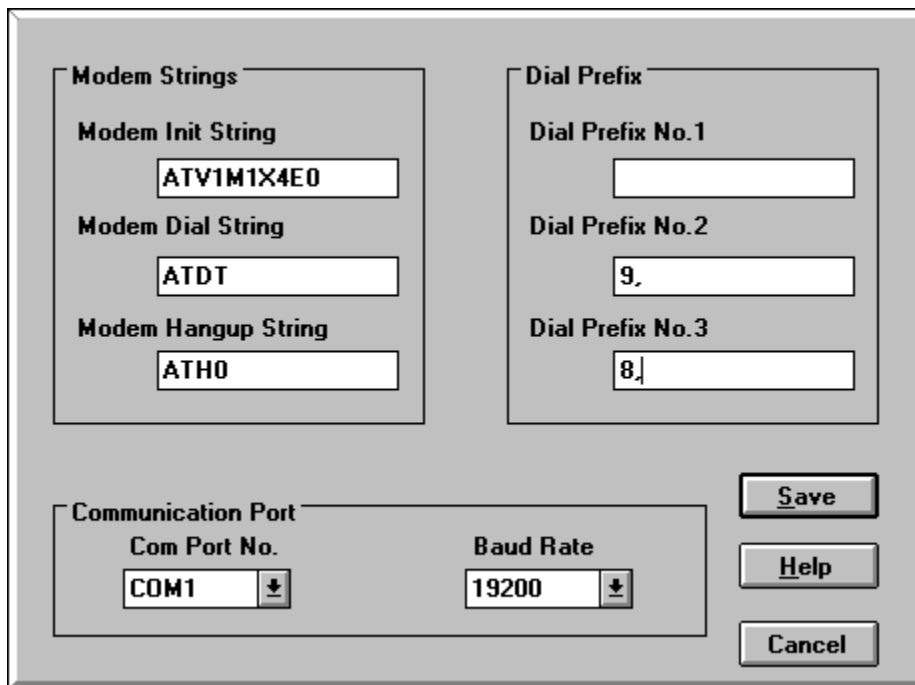 Modem Strings
Modem Init String
ATV1M1X4E0
Modem Dial String
ATDT
Modem Hangup String
ATH0
Dial Prefix
Dial Prefix No.1
Dial Prefix No.2
9,
Dial Prefix No.3
8,
Communication Port
Com Port No.
COM1
Baud Rate
19200
Save
Help
Cancel